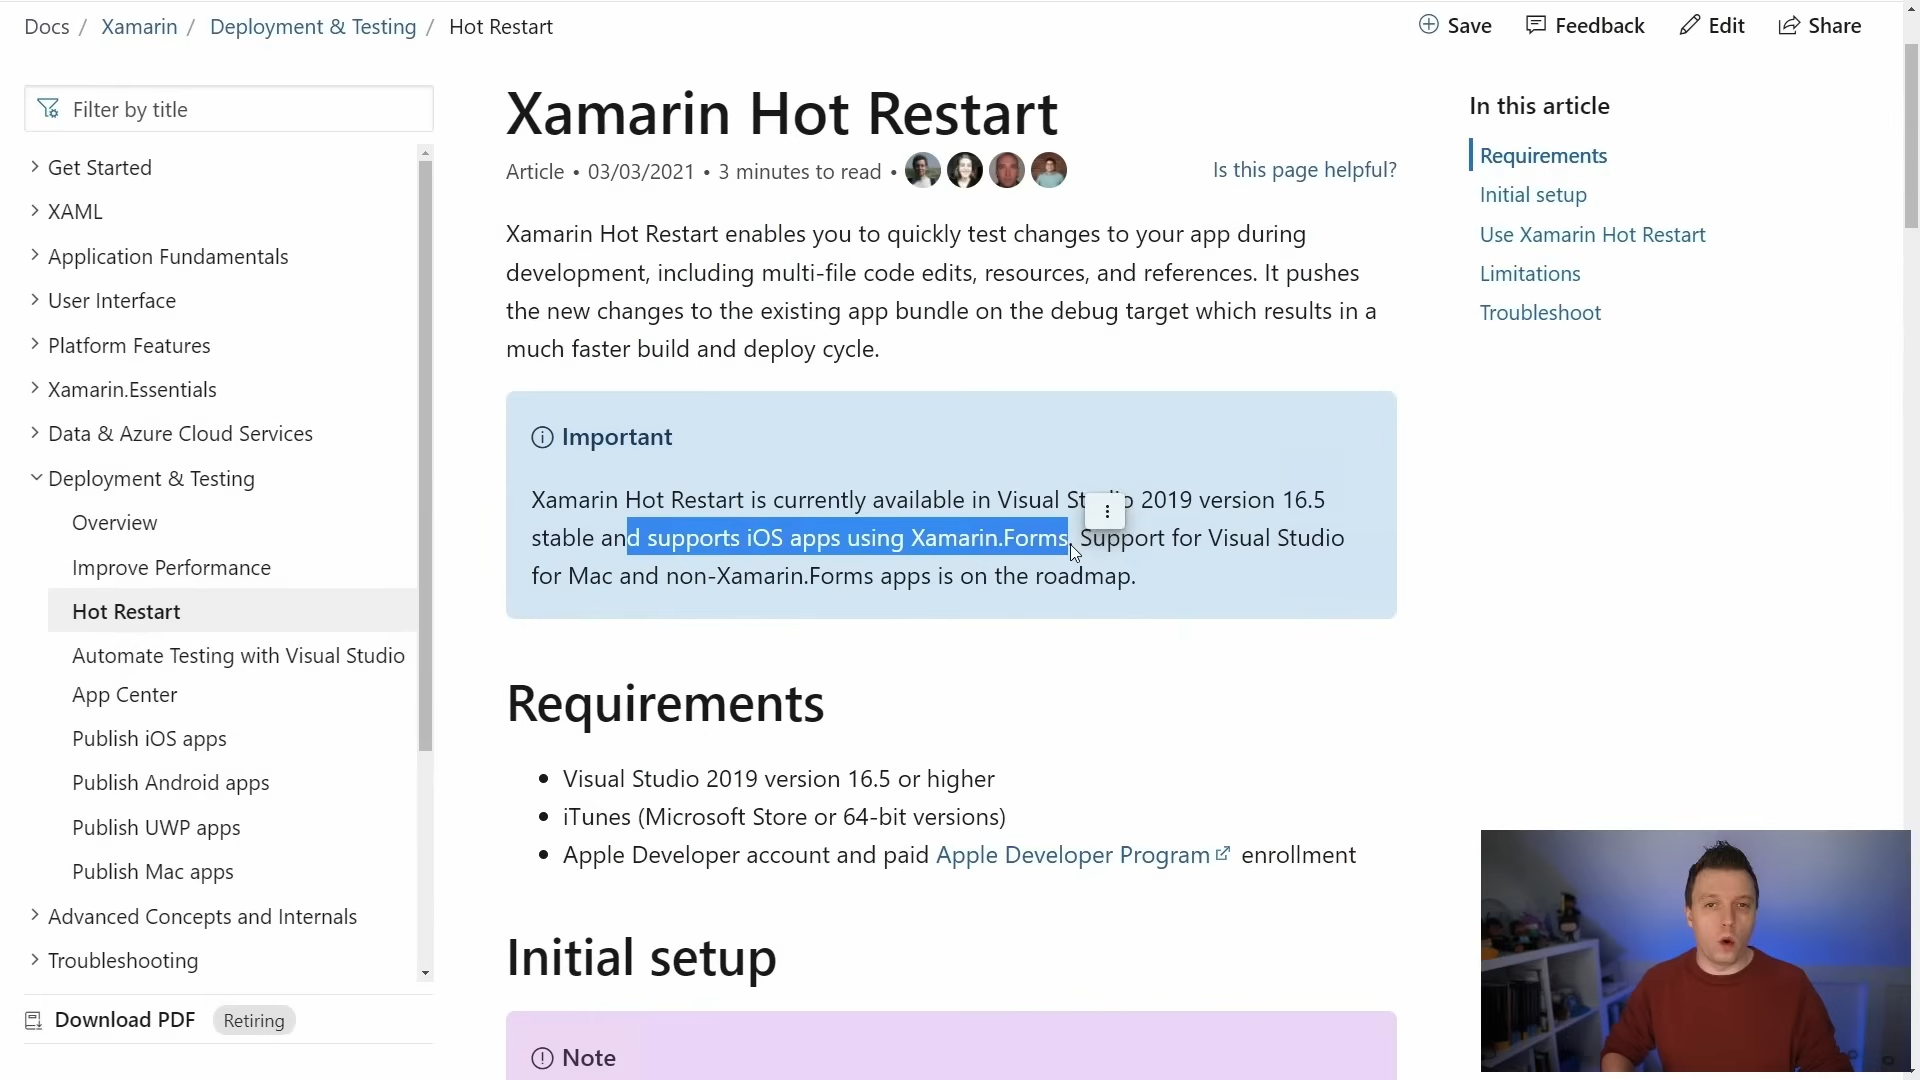 Docs / Xamarin / Deployment & Testing / Hot Restart
Save Feedback Edit Share
Filter by title
Get Started
XAML
Application Fundamentals
User Interface
Platform Features
Xamarin.Essentials
Data & Azure Cloud Services
Deployment & Testing
Overview
Improve Performance
Hot Restart
Automate Testing with Visual Studio
App Center
Publish iOS apps
Publish Android apps
Publish UWP apps
Publish Mac apps
Advanced Concepts and Internals
Troubleshooting
Download PDF Retiring
Xamarin Hot Restart
Article • 03/03/2021 • 3 minutes to read •
Is this page helpful?
Xamarin Hot Restart enables you to quickly test changes to your app during
development, including multi-file code edits, resources, and references. It pushes
the new changes to the existing app bundle on the debug target which results in a
much faster build and deploy cycle.
Important
Xamarin Hot Restart is currently available in Visual Studio 2019 version 16.5
stable and supports iOS apps using Xamarin.Forms. Support for Visual Studio
for Mac and non-Xamarin.Forms apps is on the roadmap.
Requirements
• Visual Studio 2019 version 16.5 or higher
• iTunes (Microsoft Store or 64-bit versions)
• Apple Developer account and paid Apple Developer Program enrollment
Initial setup
Note
In this article
Requirements
Initial setup
Use Xamarin Hot Restart
Limitations
Troubleshoot